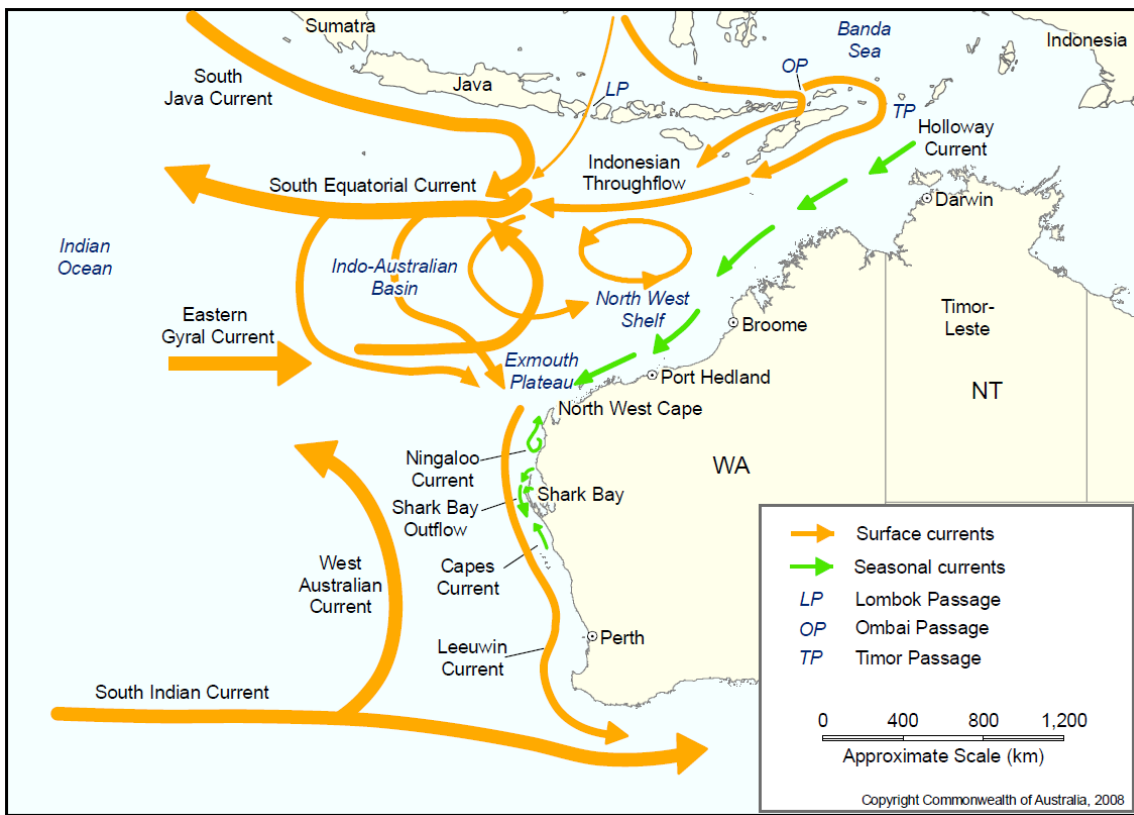 Sumatra
Banda
Sea
Indonesia
South
Java Current
Java
LP
OP
TP
Holloway
Current
Indonesian
Throughflow
South Equatorial Current
Darwin
Indian
Ocean
Indo-Australian
Basin
North West
Shelf
Timor-
Leste
Eastern
Gyral Current
Broome
Exmouth
Plateau
Port Hedland
NT
North West Cape
WA
Ningaloo
Current
Shark Bay
Shark Bay
Outflow
Capes
Current
West
Australian
Current
Perth
Leeuwin
Current
South Indian Current
Surface currents
Seasonal currents
LP Lombok Passage
OP Ombai Passage
TP Timor Passage
0 400 800 1,200
Approximate Scale (km)
Copyright Commonwealth of Australia, 2008